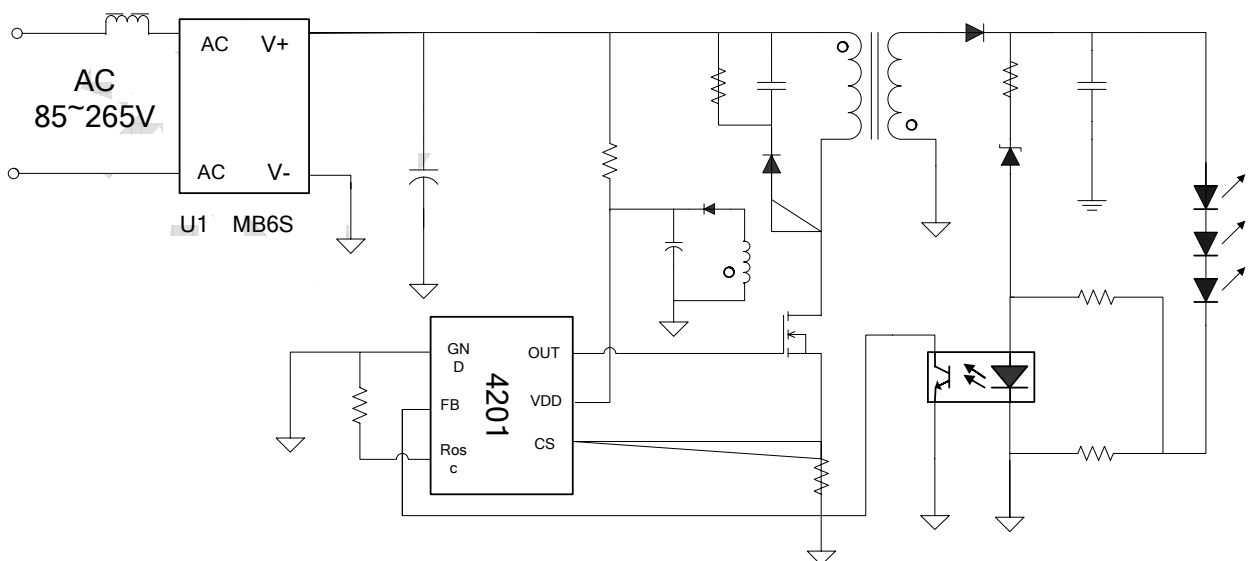 AC
85~265V
AC V+
AC V-
U1 MB6S
GN
D
FB
Ros
c
4201
OUT
VDD
CS